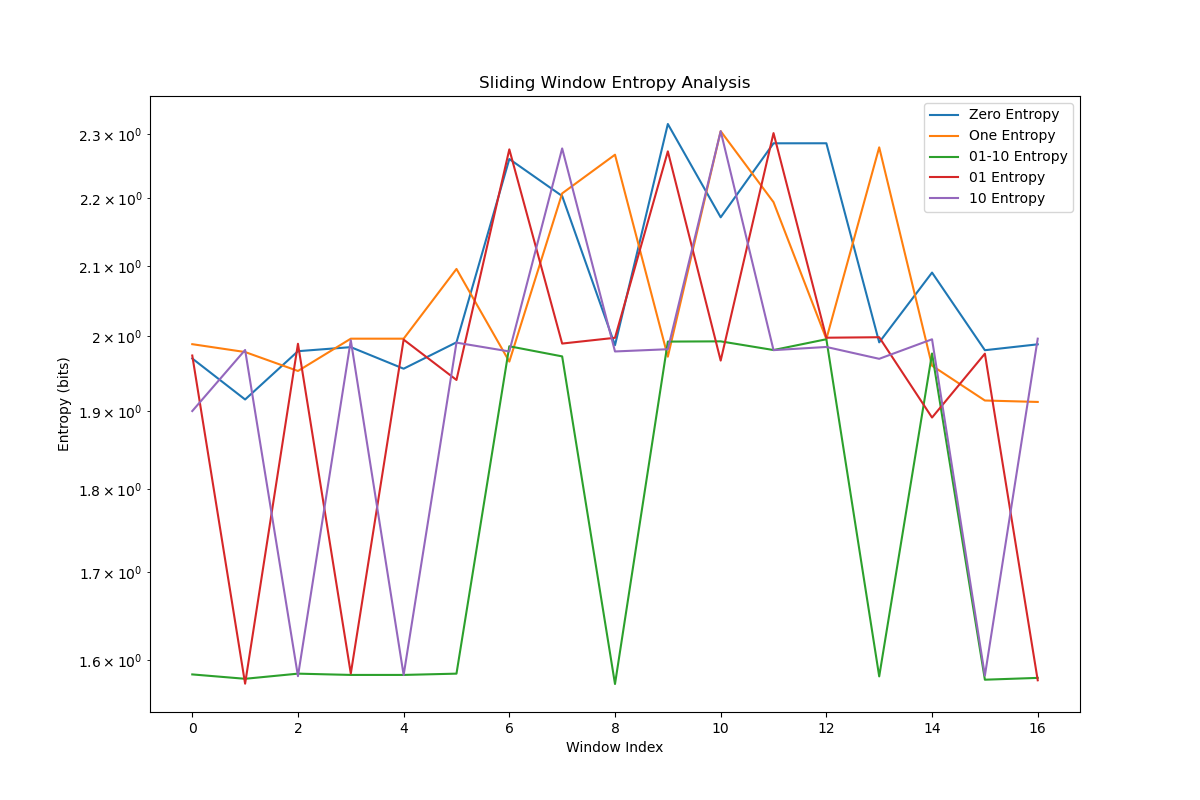 Sliding Window Entropy Analysis
Zero Entropy
One Entropy
01-10 Entropy
01 Entropy
10 Entropy
2.3 × 10⁰
2.2 × 10⁰
2.1 × 10⁰
2 × 10⁰
1.9 × 10⁰
1.8 × 10⁰
1.7 × 10⁰
1.6 × 10⁰
Entropy (bits)
0 2 4 6 8 10 12 14 16
Window Index